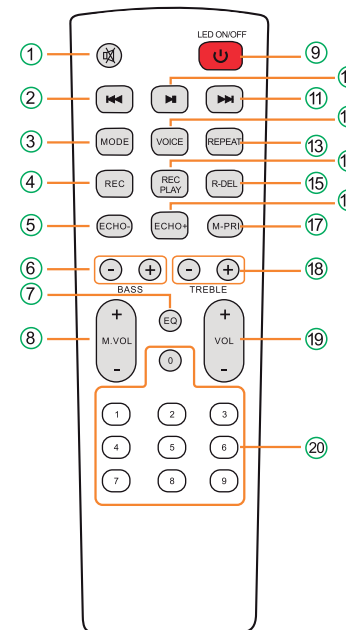 LED ON/OFF
1
9
2
11
3 MODE VOICE REPEAT
13
4 REC REC PLAY R-DEL
15
5 ECHO- ECHO+ M-PRI
17
6 - + - +
18
BASS TREBLE
7 EQ
8 + M.VOL - + VOL -
19
0
1 2 3
4 5 6
20
7 8 9